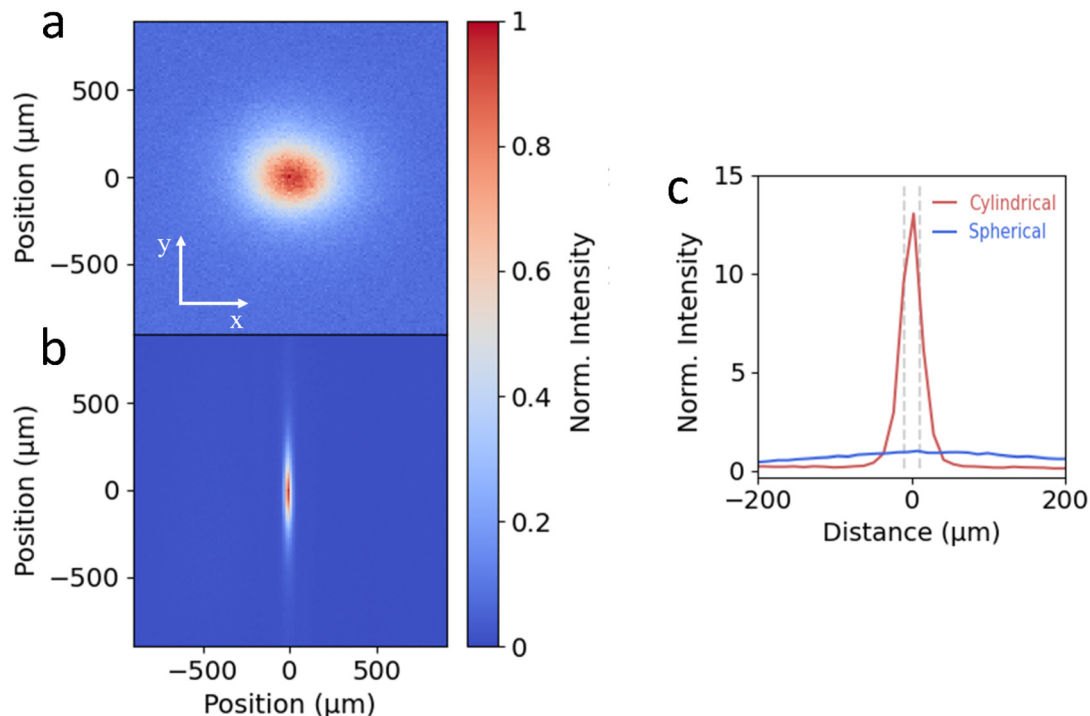 a
Position (μm)
500
0
−500
y
x
b
Position (μm)
500
0
−500
−500
0
500
Position (μm)
1
0.8
0.6
0.4
0.2
0
Norm. Intensity
c
Norm. Intensity
15
10
5
0
Cylindrical
Spherical
−200
0
200
Distance (μm)